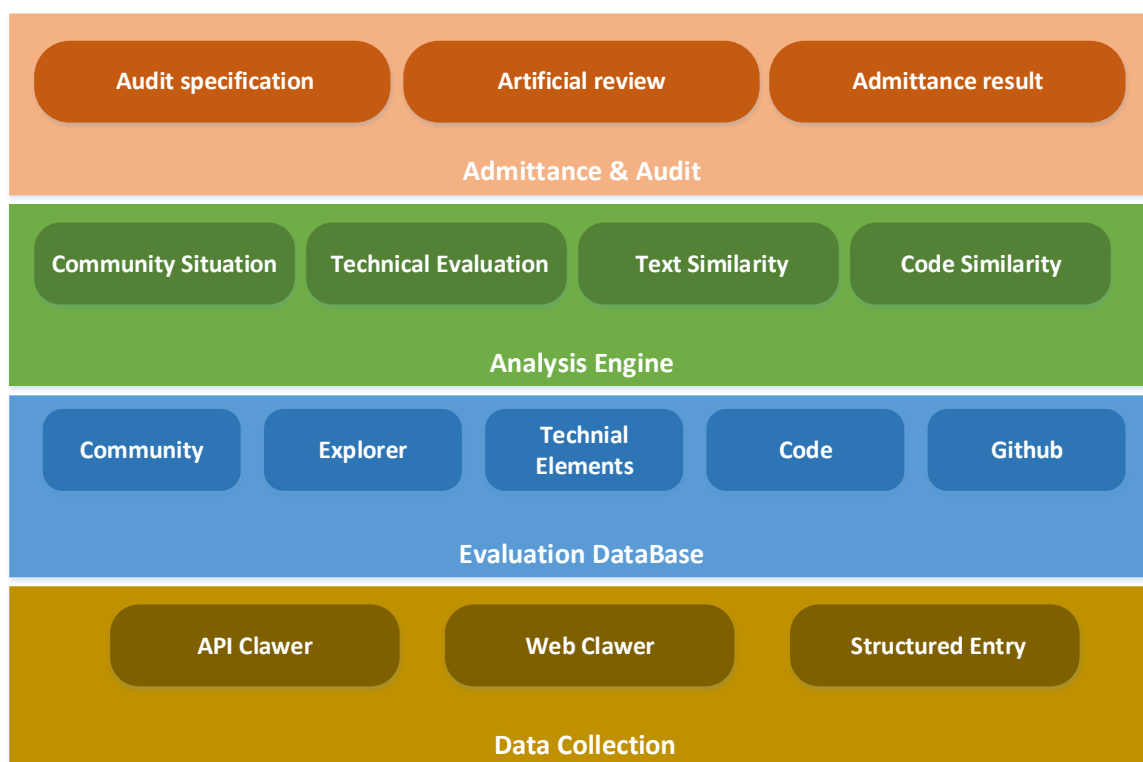 Audit specification
Artificial review
Admittance result
Admittance & Audit
Community Situation
Technical Evaluation
Text Similarity
Code Similarity
Analysis Engine
Community
Explorer
Technial
Elements
Code
Github
Evaluation DataBase
API Clawer
Web Clawer
Structured Entry
Data Collection